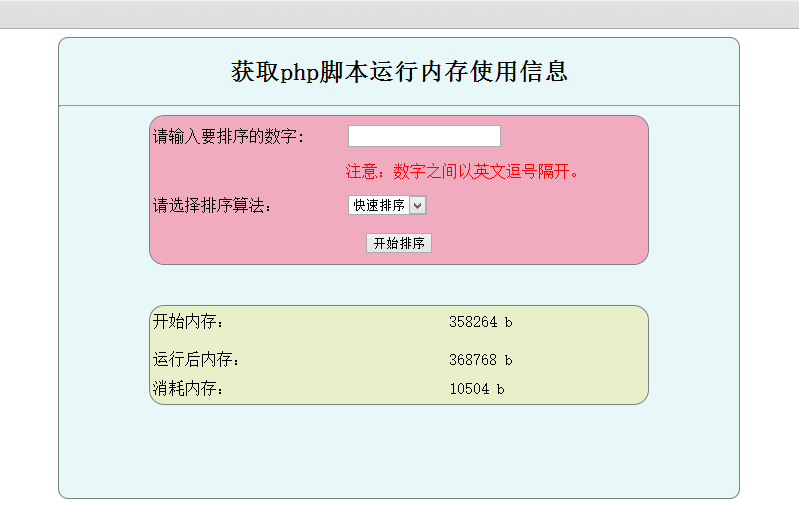 获取php脚本运行内存使用信息
请输入要排序的数字:
注意：数字之间以英文逗号隔开。
请选择排序算法： 快速排序
开始排序
开始内存： 358264 b
运行后内存： 368768 b
消耗内存： 10504 b